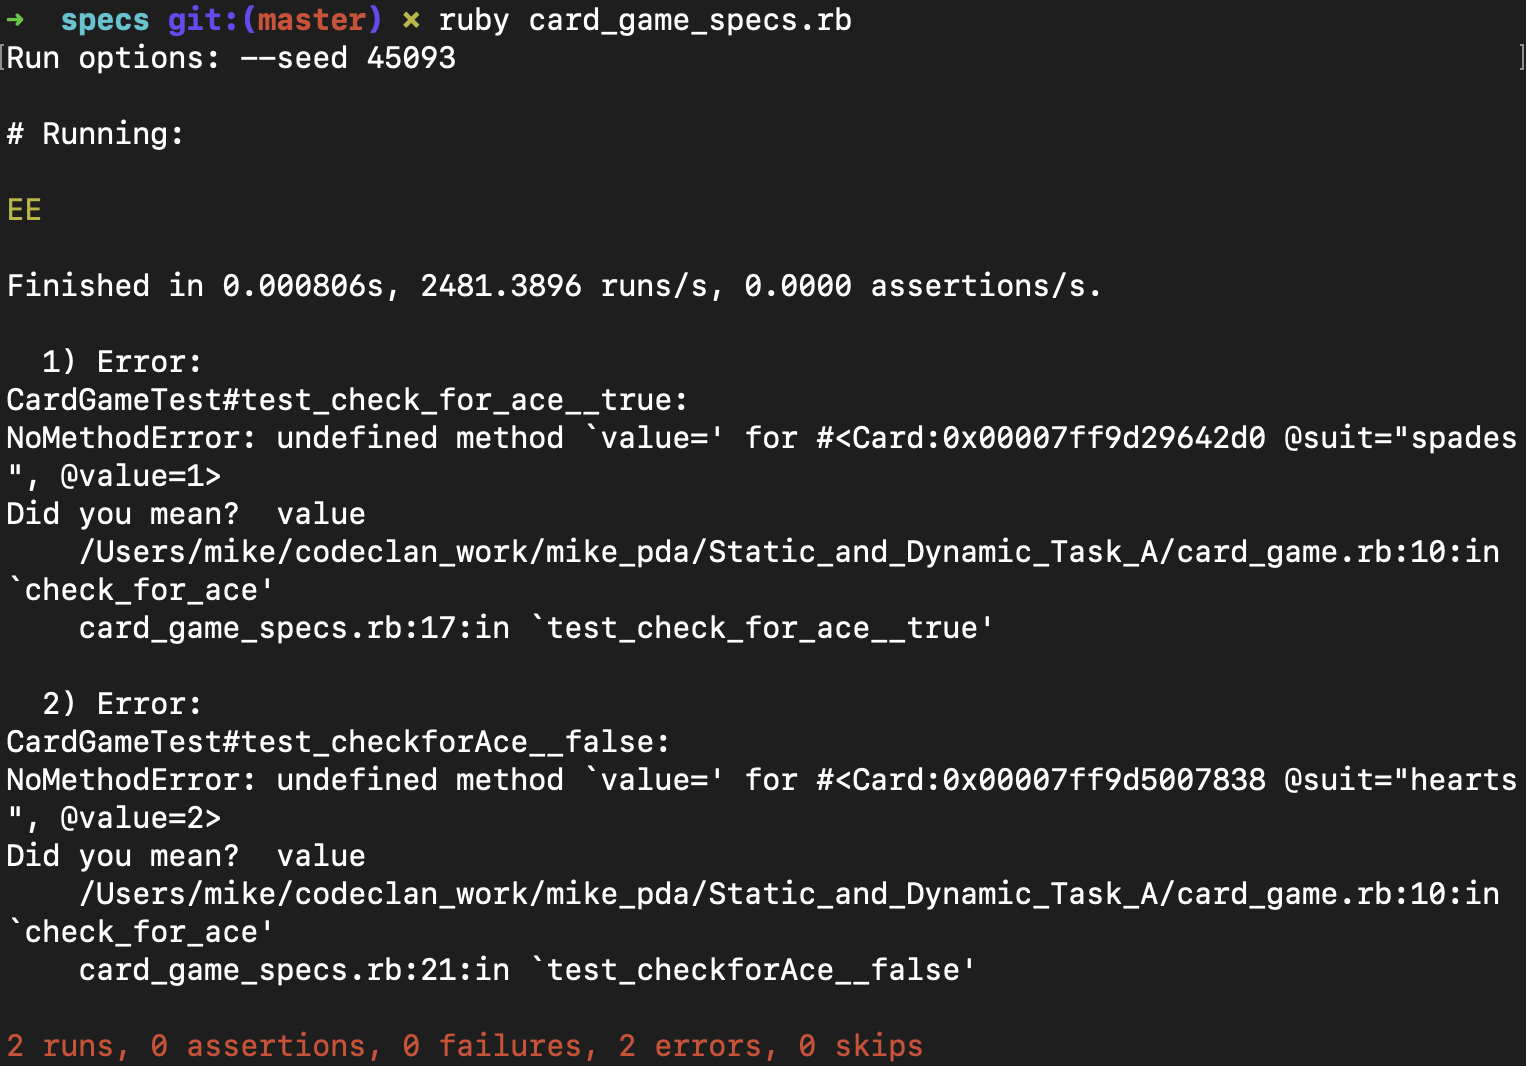 ➜  specs git:(master) ✗ ruby card_game_specs.rb
[Run options: --seed 45093 ]
# Running:
EE
Finished in 0.000806s, 2481.3896 runs/s, 0.0000 assertions/s.
  1) Error:
CardGameTest#test_check_for_ace__true:
NoMethodError: undefined method `value=' for #<Card:0x00007ff9d29642d0 @suit="spades
", @value=1>
Did you mean?  value
    /Users/mike/codeclan_work/mike_pda/Static_and_Dynamic_Task_A/card_game.rb:10:in
`check_for_ace'
    card_game_specs.rb:17:in `test_check_for_ace__true'
  2) Error:
CardGameTest#test_checkforAce__false:
NoMethodError: undefined method `value=' for #<Card:0x00007ff9d5007838 @suit="hearts
", @value=2>
Did you mean?  value
    /Users/mike/codeclan_work/mike_pda/Static_and_Dynamic_Task_A/card_game.rb:10:in
`check_for_ace'
    card_game_specs.rb:21:in `test_checkforAce__false'
2 runs, 0 assertions, 0 failures, 2 errors, 0 skips